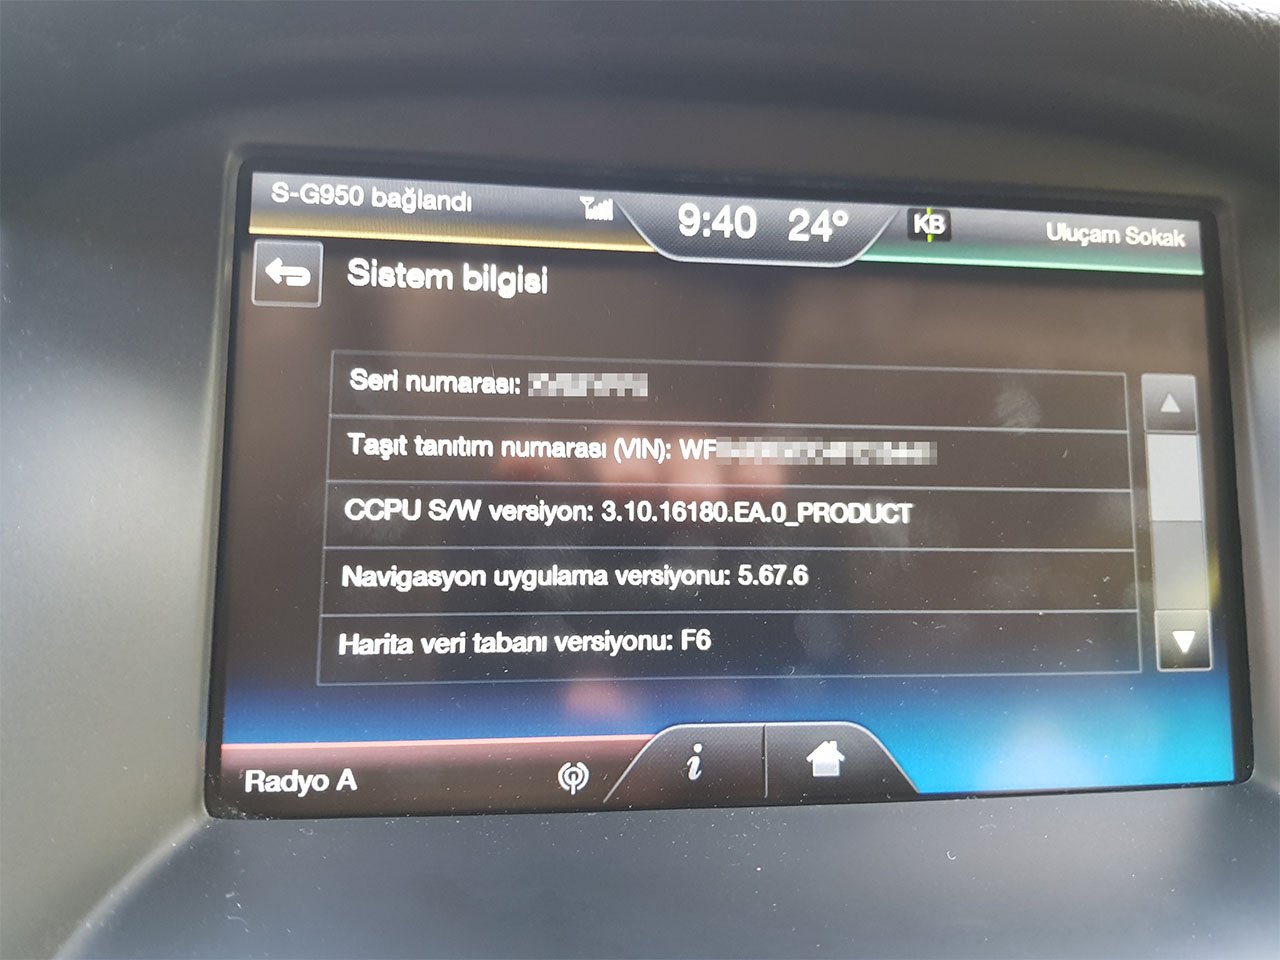 S-G950 bağlandı
9:40 24°
KB
Uluçam Sokak
Sistem bilgisi
Seri numarası:
Taşıt tanıtım numarası (VIN): WF
CCPU S/W versiyon: 3.10.16180.EA.0_PRODUCT
Navigasyon uygulama versiyonu: 5.67.6
Harita veri tabanı versiyonu: F6
Radyo A
i